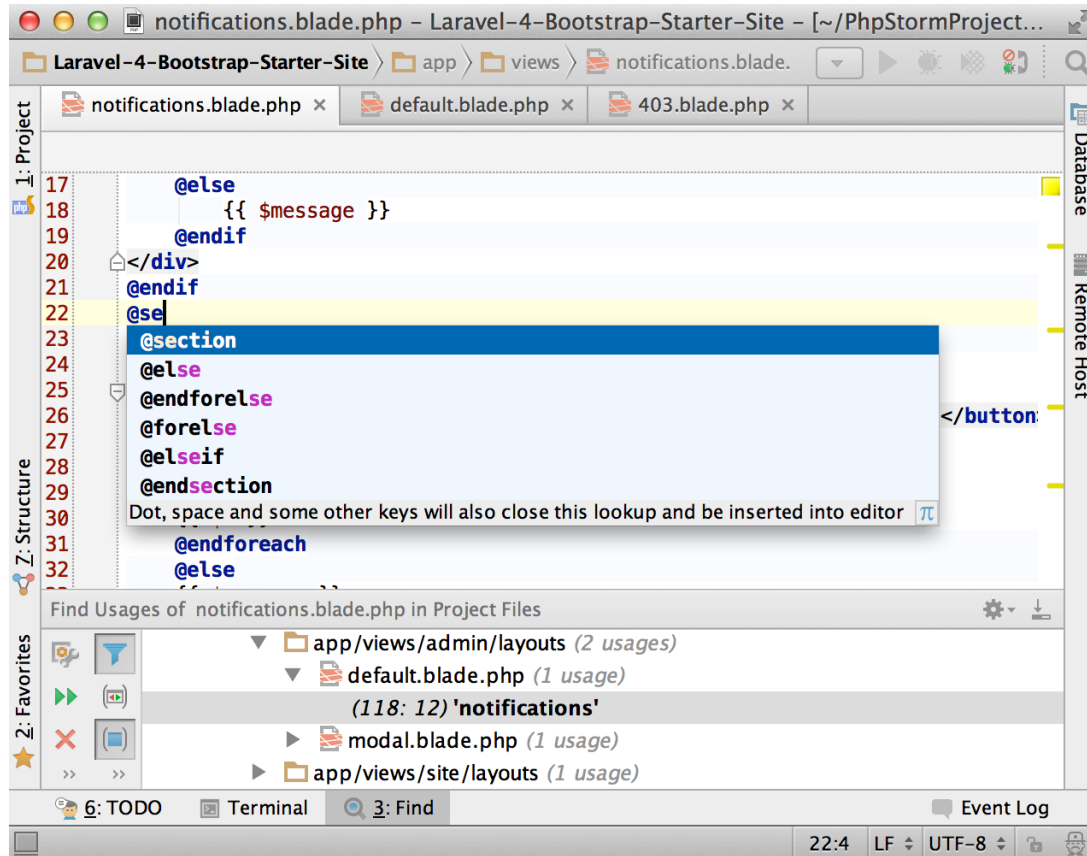 notifications.blade.php – Laravel-4-Bootstrap-Starter-Site – [~/PhpStormProject...
Laravel-4-Bootstrap-Starter-Site app views notifications.blade.
notifications.blade.php × default.blade.php × 403.blade.php ×
1: Project
Z: Structure
2: Favorites
Database
Remote Host
17 @else
18 {{ $message }}
19 @endif
20 </div>
21 @endif
22 @se
23 @section
24 @else
25 @endforelse
26 @forelse </button>
27 @elseif
28 @endsection
29
30 Dot, space and some other keys will also close this lookup and be inserted into editor π
31 @endforeach
32 @else
Find Usages of notifications.blade.php in Project Files
app/views/admin/layouts (2 usages)
default.blade.php (1 usage)
(118: 12) 'notifications'
modal.blade.php (1 usage)
app/views/site/layouts (1 usage)
>> >>
6: TODO Terminal 3: Find Event Log
22:4 LF UTF-8